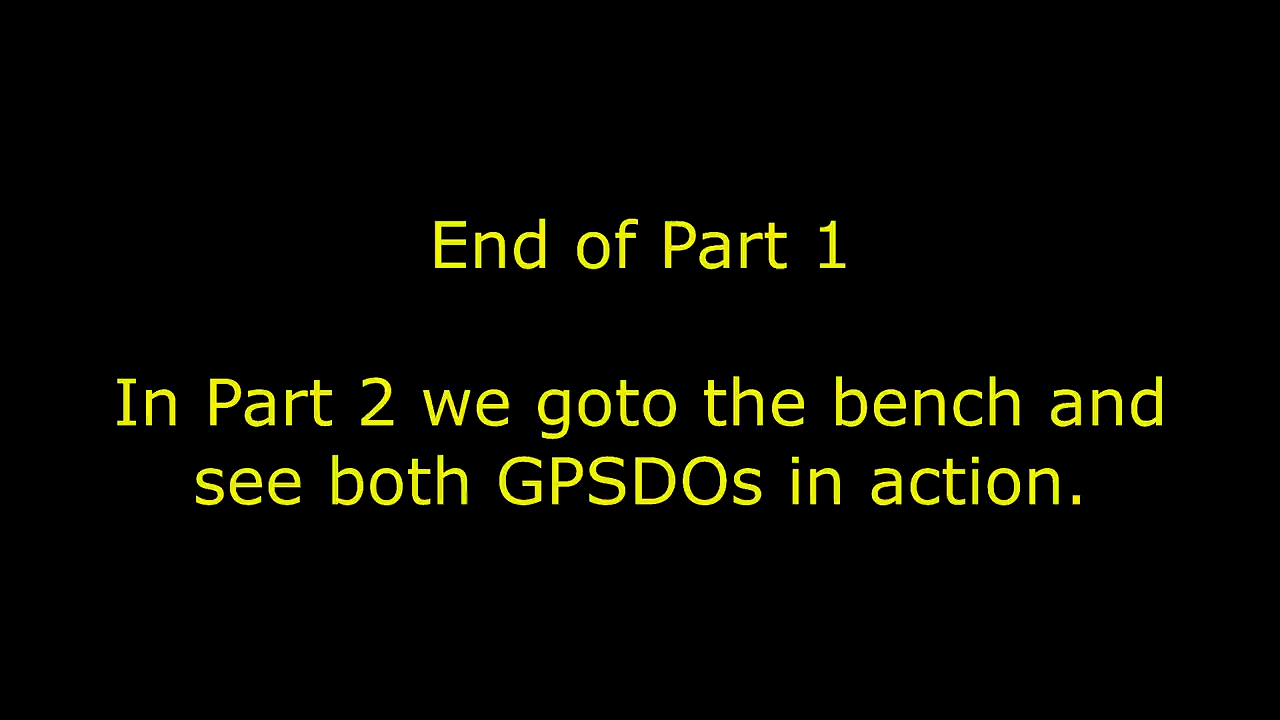 End of Part 1
In Part 2 we goto the bench and
see both GPSDOs in action.